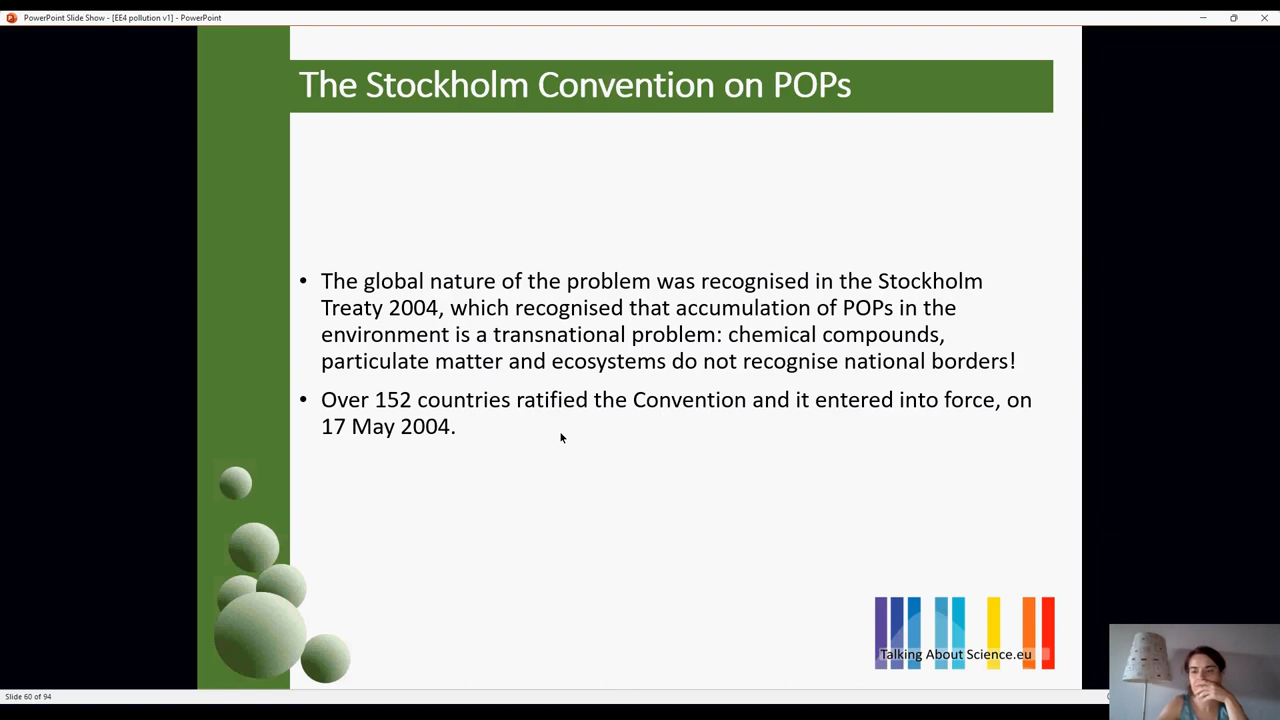 PowerPoint Slide Show - [EE4 pollution v1] - PowerPoint
The Stockholm Convention on POPs
• The global nature of the problem was recognised in the Stockholm
Treaty 2004, which recognised that accumulation of POPs in the
environment is a transnational problem: chemical compounds,
particulate matter and ecosystems do not recognise national borders!
• Over 152 countries ratified the Convention and it entered into force, on
17 May 2004.
Talking About Science.eu
Slide 60 of 94